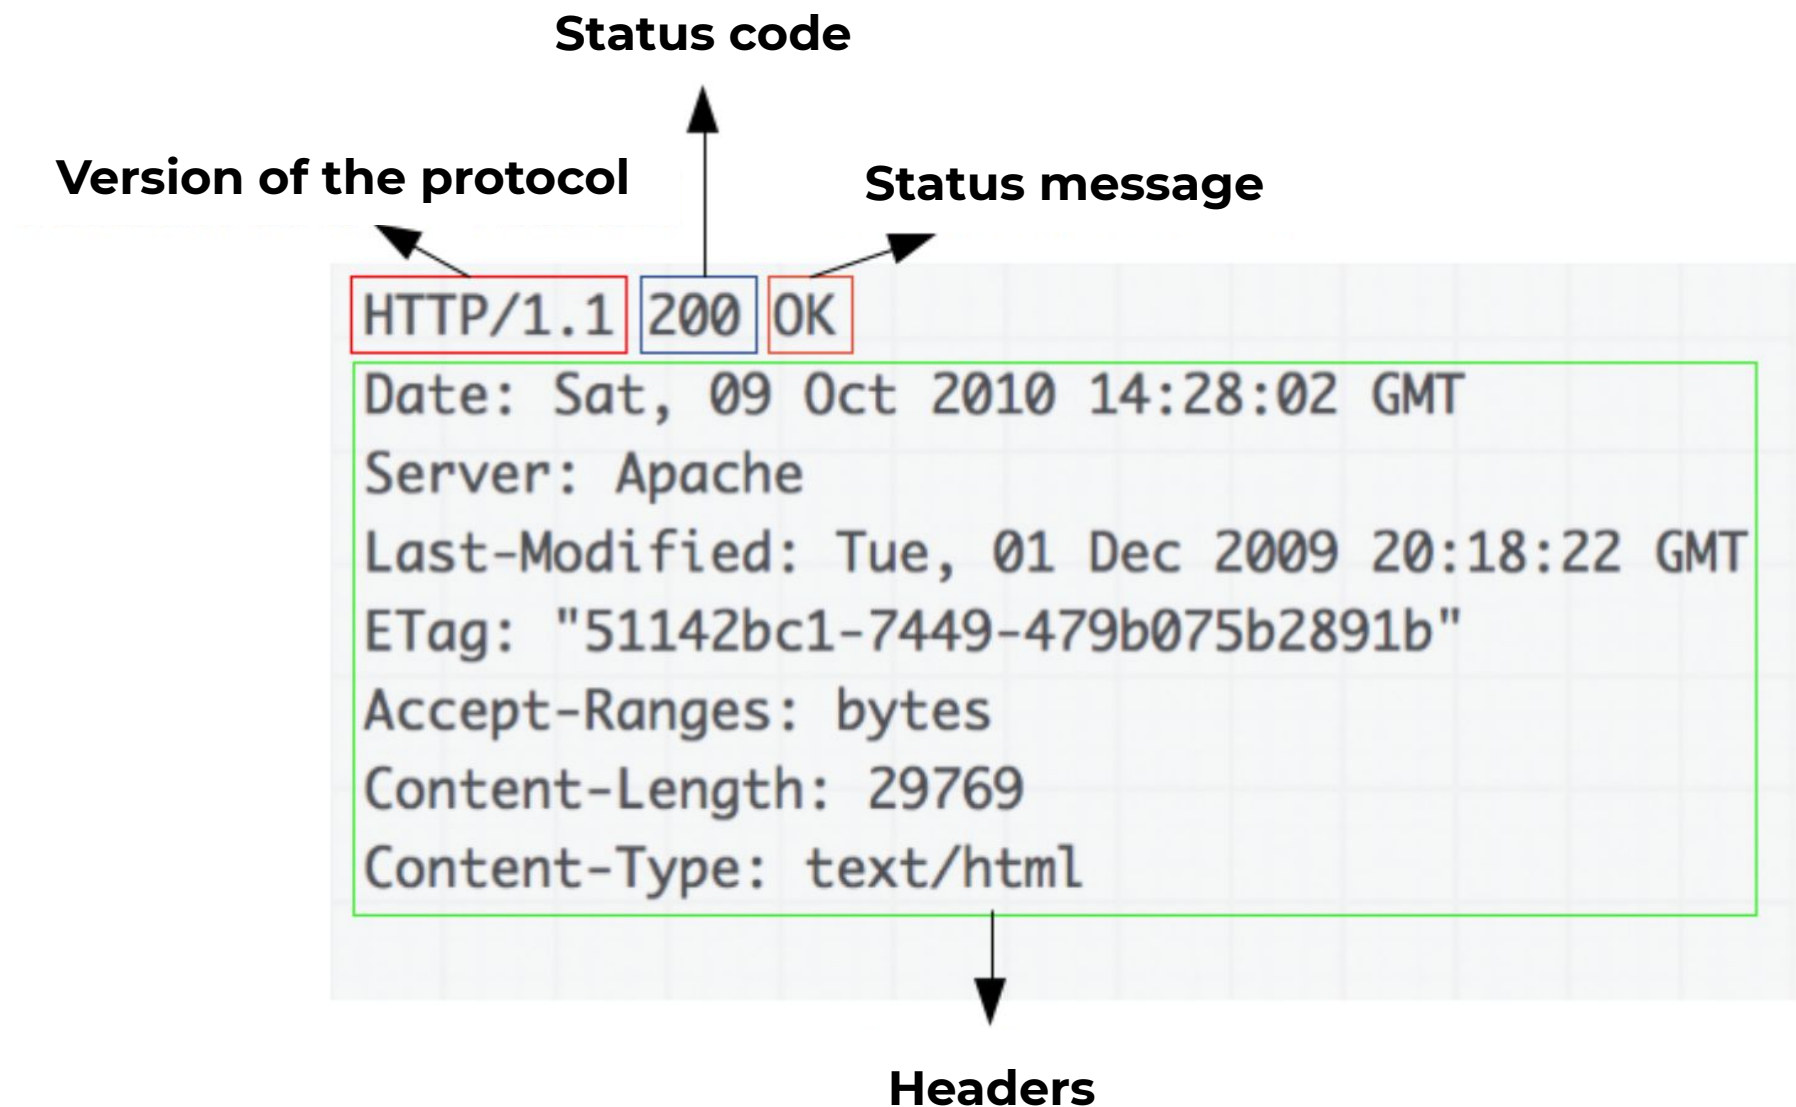 Status code
Version of the protocol
Status message
HTTP/1.1 200 OK
Date: Sat, 09 Oct 2010 14:28:02 GMT
Server: Apache
Last-Modified: Tue, 01 Dec 2009 20:18:22 GMT
ETag: "51142bc1-7449-479b075b2891b"
Accept-Ranges: bytes
Content-Length: 29769
Content-Type: text/html
Headers